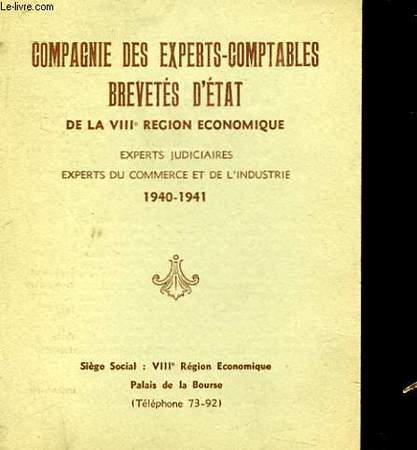 Le-livre.com
COMPAGNIE DES EXPERTS-COMPTABLES
BREVETÉS D'ÉTAT
DE LA VIIIe REGION ECONOMIQUE
EXPERTS JUDICIAIRES
EXPERTS DU COMMERCE ET DE L'INDUSTRIE
1940-1941
Siège Social : VIIIe Région Economique
Palais de la Bourse
(Téléphone 73-92)